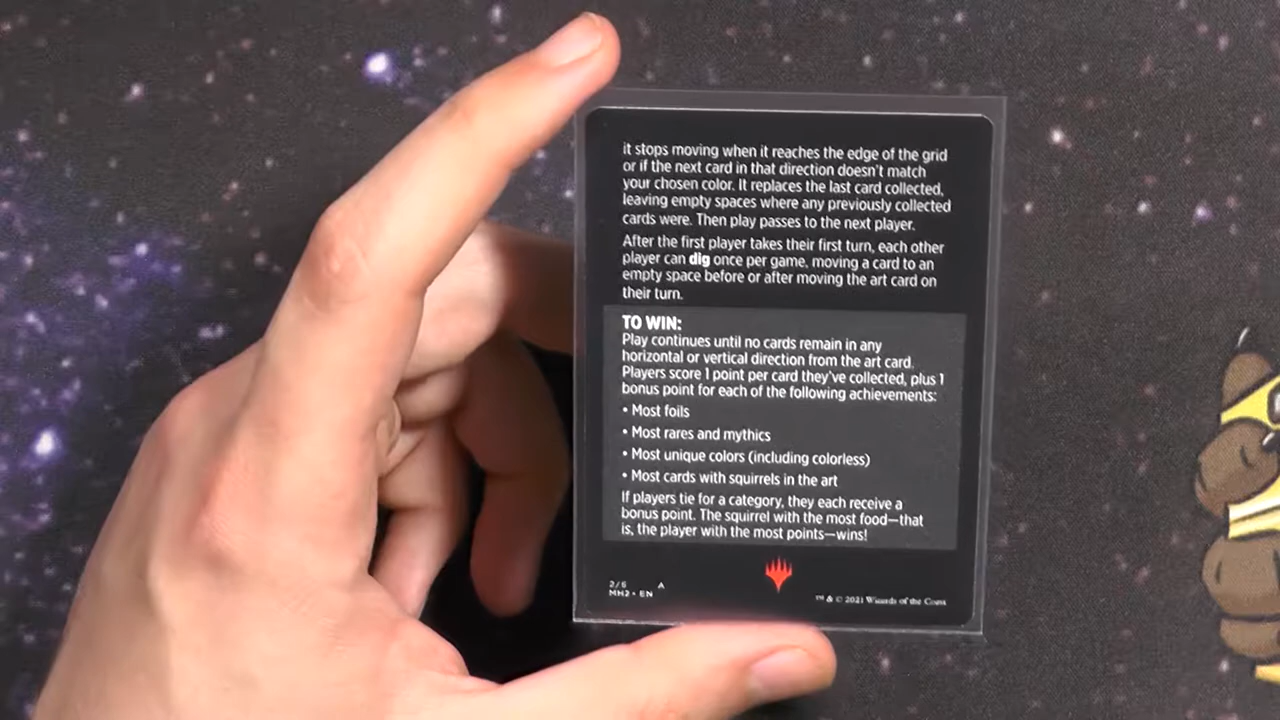 it stops moving when it reaches the edge of the grid
or if the next card in that direction doesn't match
your chosen color. It replaces the last card collected,
leaving empty spaces where any previously collected
cards were. Then play passes to the next player.
After the first player takes their first turn, each other
player can dig once per game, moving a card to an
empty space before or after moving the art card on
their turn.
TO WIN:
Play continues until no cards remain in any
horizontal or vertical direction from the art card.
Players score 1 point per card they've collected, plus 1
bonus point for each of the following achievements:
• Most foils
• Most rares and mythics
• Most unique colors (including colorless)
• Most cards with squirrels in the art
If players tie for a category, they each receive a
bonus point. The squirrel with the most food—that
is, the player with the most points—wins!
2/5 A
MH2 • EN
™ & © 2021 Wizards of the Coast